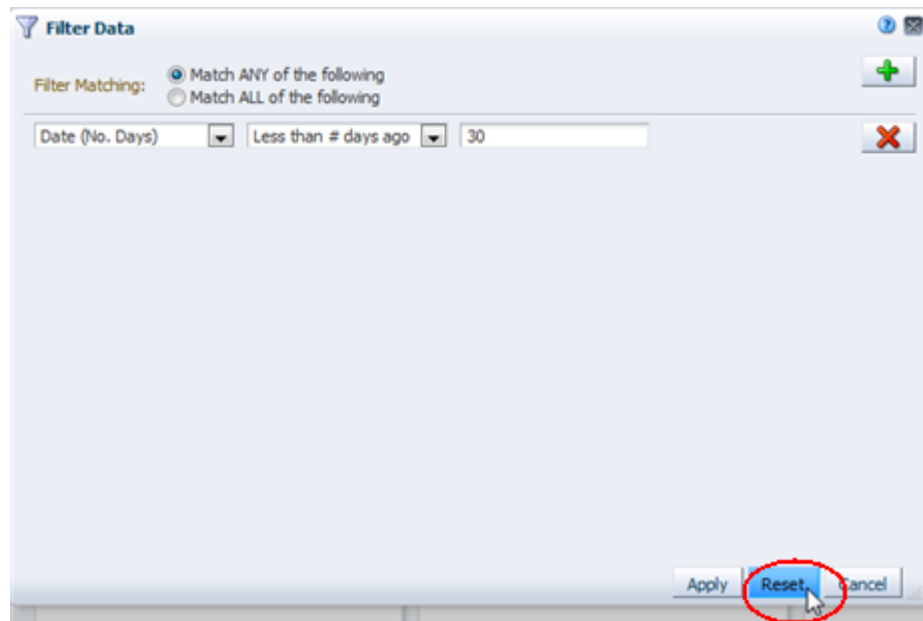 Filter Data
Filter Matching: Match ANY of the following
Match ALL of the following
Date (No. Days) Less than # days ago 30
Apply Reset Cancel